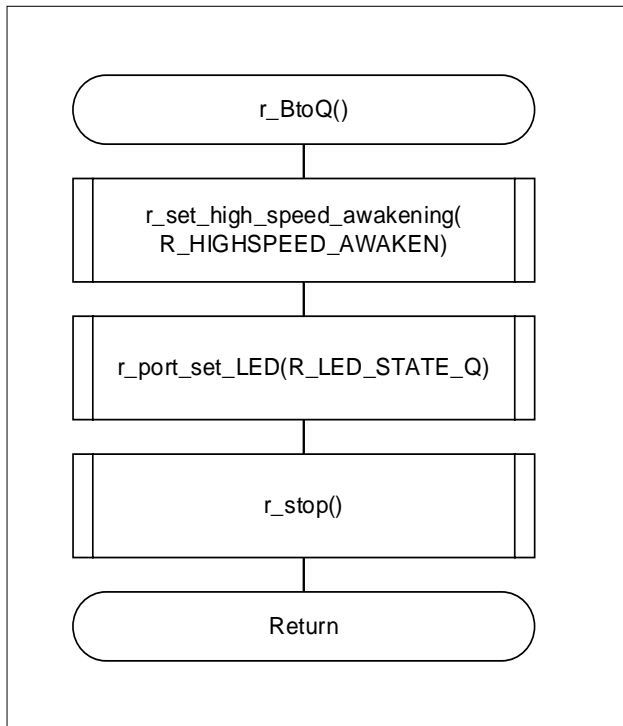 r_BtoQ()
r_set_high_speed_awakening(
R_HIGHSPEED_AWAKEN)
r_port_set_LED(R_LED_STATE_Q)
r_stop()
Return